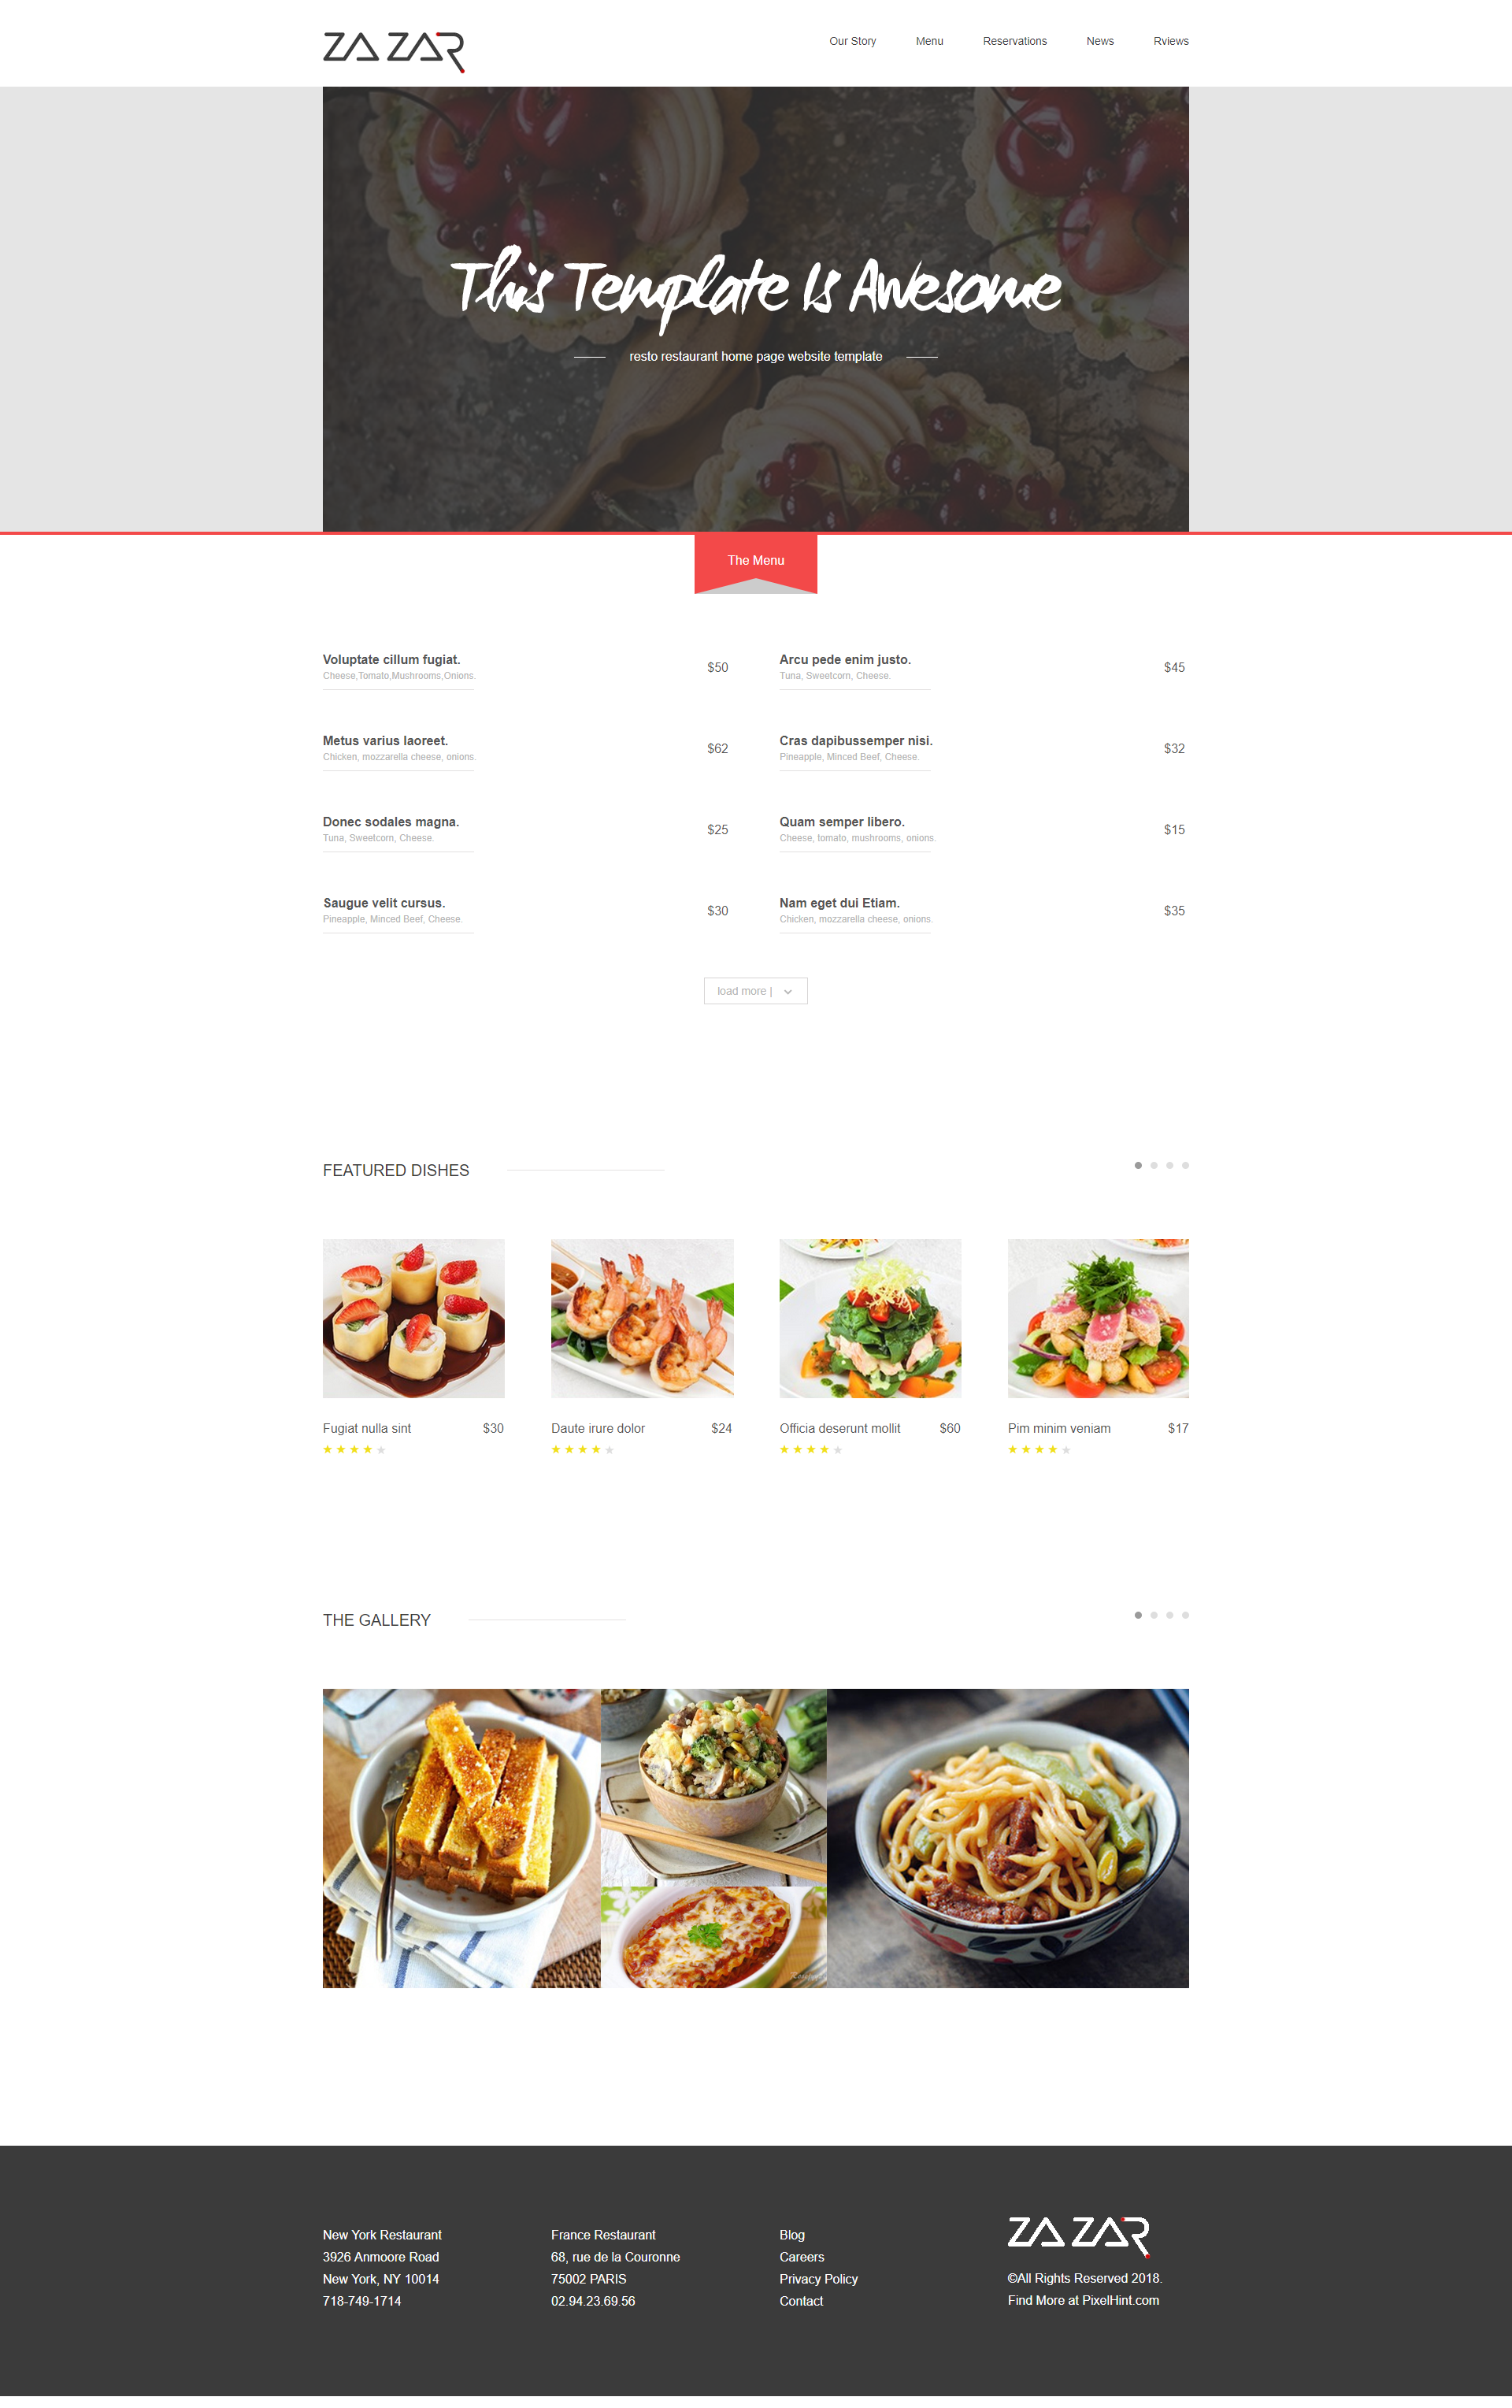 ZAZAR
Our Story Menu Reservations News Rviews
This Template Is Awesome
resto restaurant home page website template
The Menu
Voluptate cillum fugiat. $50
Cheese,Tomato,Mushrooms,Onions.
Arcu pede enim justo. $45
Tuna, Sweetcorn, Cheese.
Metus varius laoreet. $62
Chicken, mozzarella cheese, onions.
Cras dapibussemper nisi. $32
Pineapple, Minced Beef, Cheese.
Donec sodales magna. $25
Tuna, Sweetcorn, Cheese.
Quam semper libero. $15
Cheese, tomato, mushrooms, onions.
Saugue velit cursus. $30
Pineapple, Minced Beef, Cheese.
Nam eget dui Etiam. $35
Chicken, mozzarella cheese, onions.
load more |
FEATURED DISHES
Fugiat nulla sint $30
Daute irure dolor $24
Officia deserunt mollit $60
Pim minim veniam $17
THE GALLERY
New York Restaurant
3926 Anmoore Road
New York, NY 10014
718-749-1714
France Restaurant
68, rue de la Couronne
75002 PARIS
02.94.23.69.56
Blog
Careers
Privacy Policy
Contact
ZAZAR
©All Rights Reserved 2018.
Find More at PixelHint.com